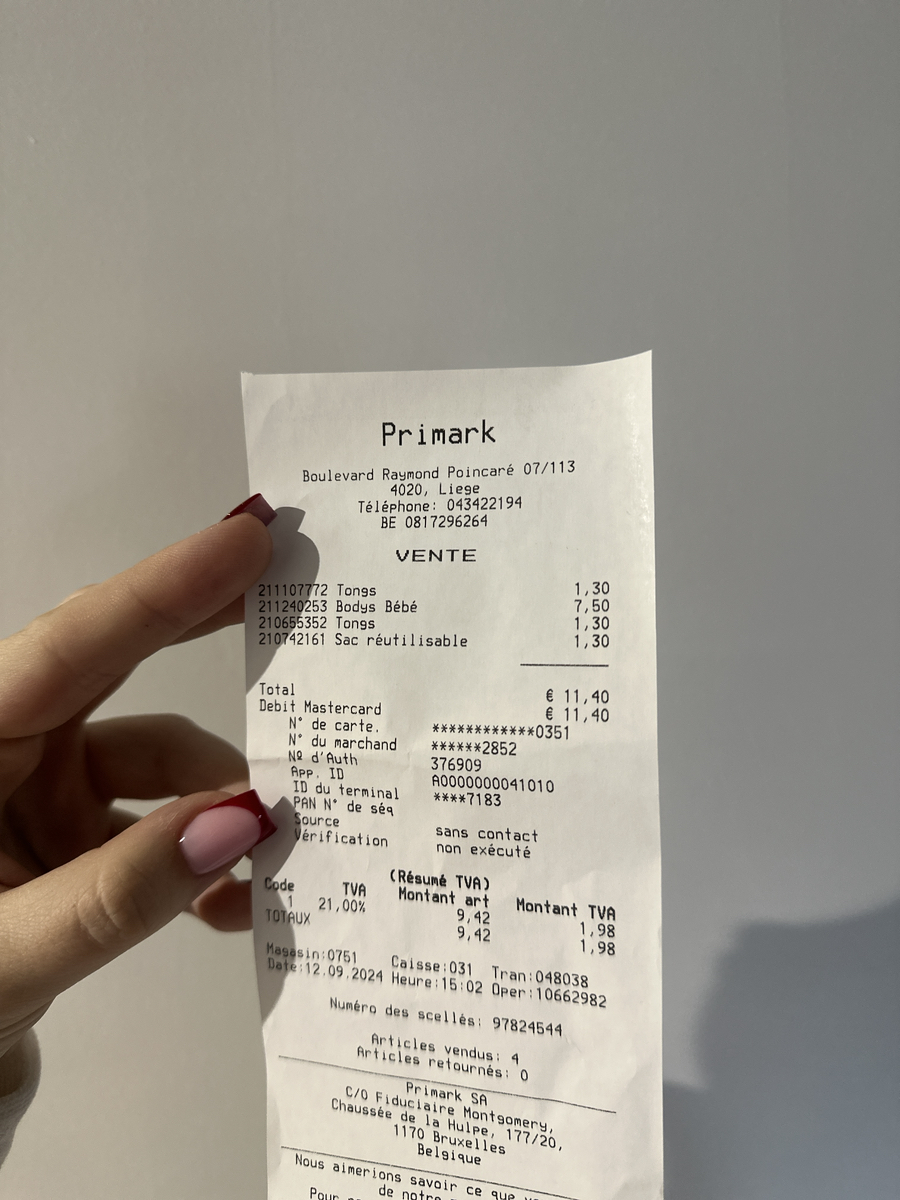 Primark
Boulevard Raymond Poincaré 07/113
4020, Liege
Téléphone: 043422194
BE 0817296264
VENTE
211107772 Tongs 1,30
211240253 Bodys Bébé 7,50
210655352 Tongs 1,30
210742161 Sac réutilisable 1,30
Total € 11,40
Debit Mastercard € 11,40
N° de carte. ************0351
N° du marchand ******2852
Nº d'Auth 376909
App. ID A0000000041010
ID du terminal ****7183
PAN N° de séq
Source sans contact
Vérification non exécuté
(Résumé TVA)
Code TVA Montant art Montant TVA
1 21,00% 9,42 1,98
TOTAUX 9,42 1,98
Magasin:0751 Caisse:031 Tran:048038
Date:12.09.2024 Heure:15:02 Oper:10662982
Numéro des scellés: 97824544
Articles vendus: 4
Articles retournés: 0
Primark SA
C/O Fiduciaire Montgomery,
Chaussée de la Hulpe, 177/20,
1170 Bruxelles
Belgique
Nous aimerions savoir ce que
de notre
Pour